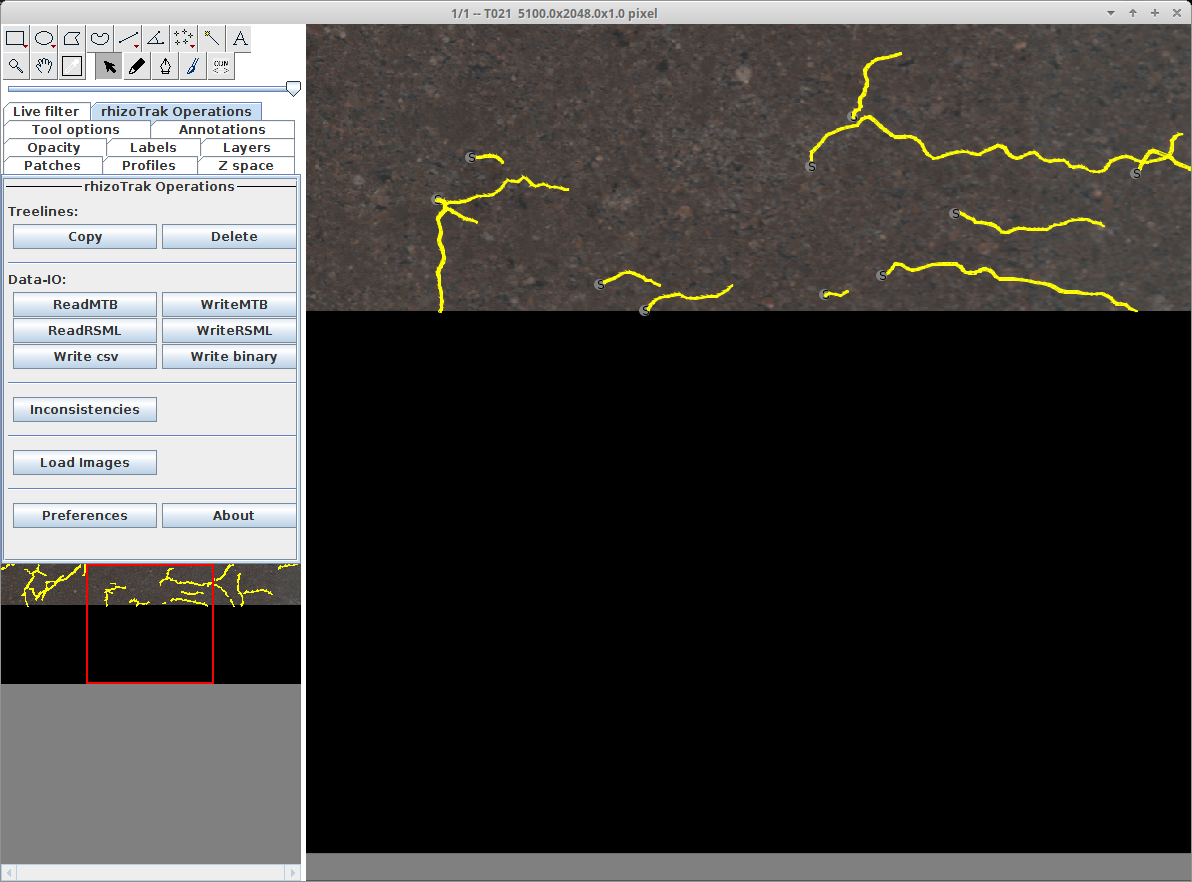 1/1 -- T021 5100.0x2048.0x1.0 pixel
A
Live filter rhizoTrak Operations
Tool options Annotations
Opacity Labels Layers
Patches Profiles Z space
rhizoTrak Operations
Treelines:
Copy Delete
Data-IO:
ReadMTB WriteMTB
ReadRSML WriteRSML
Write csv Write binary
Inconsistencies
Load Images
Preferences About
S
S
S
S
S
S
S
S
S
S
S